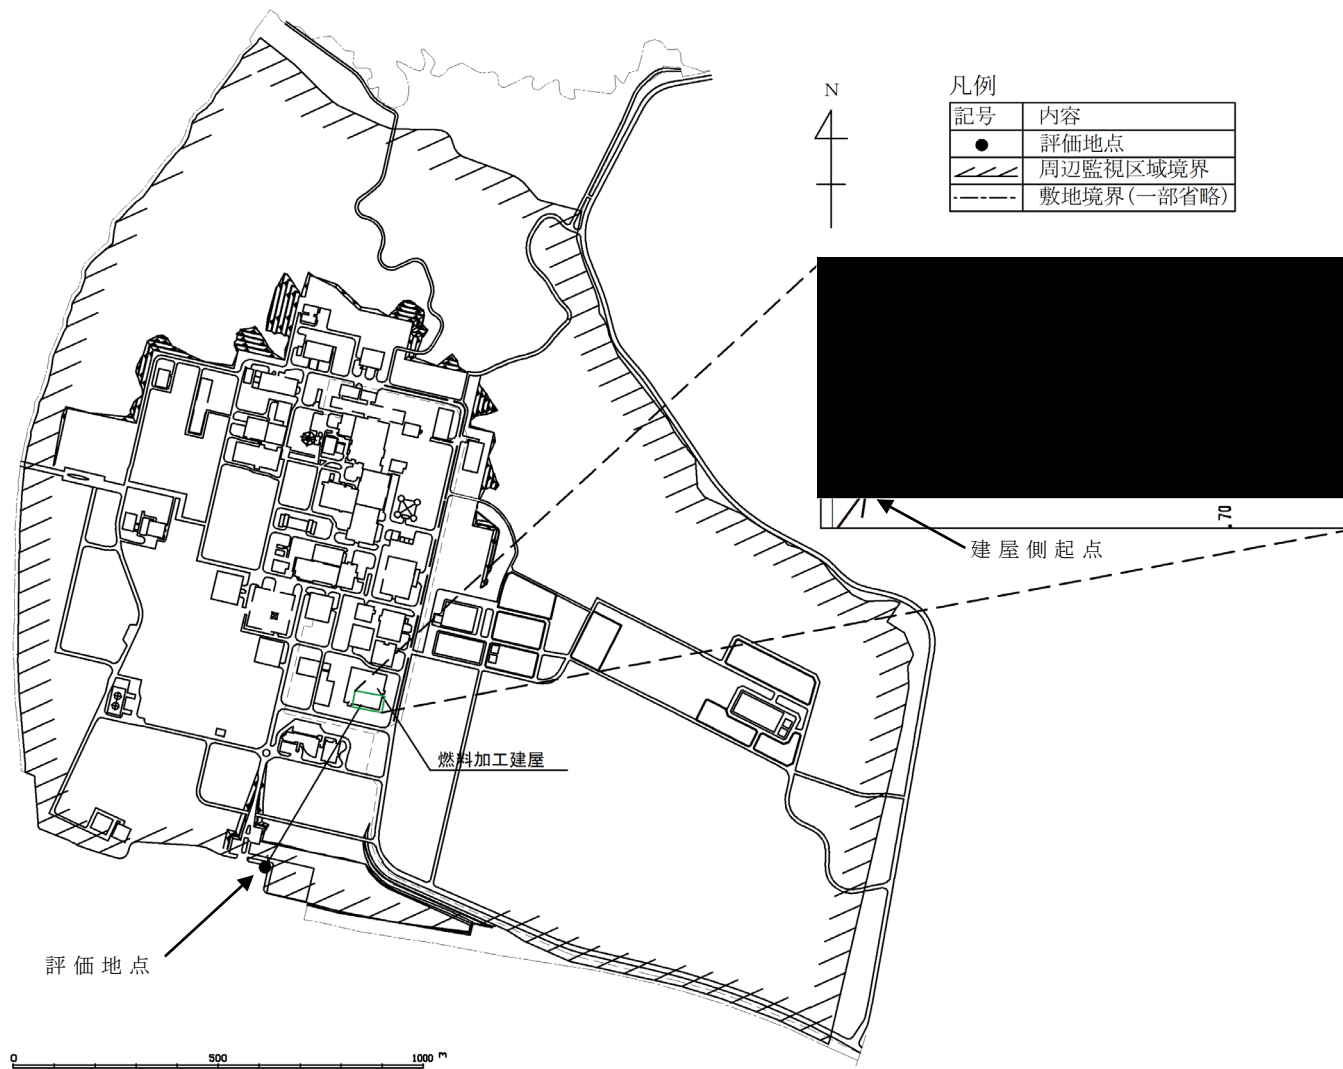 N
凡例
記号 内容
● 評価地点
周辺監視区域境界
敷地境界(一部省略)
.70
建屋側起点
燃料加工建屋
評価地点
0 500 1000 m